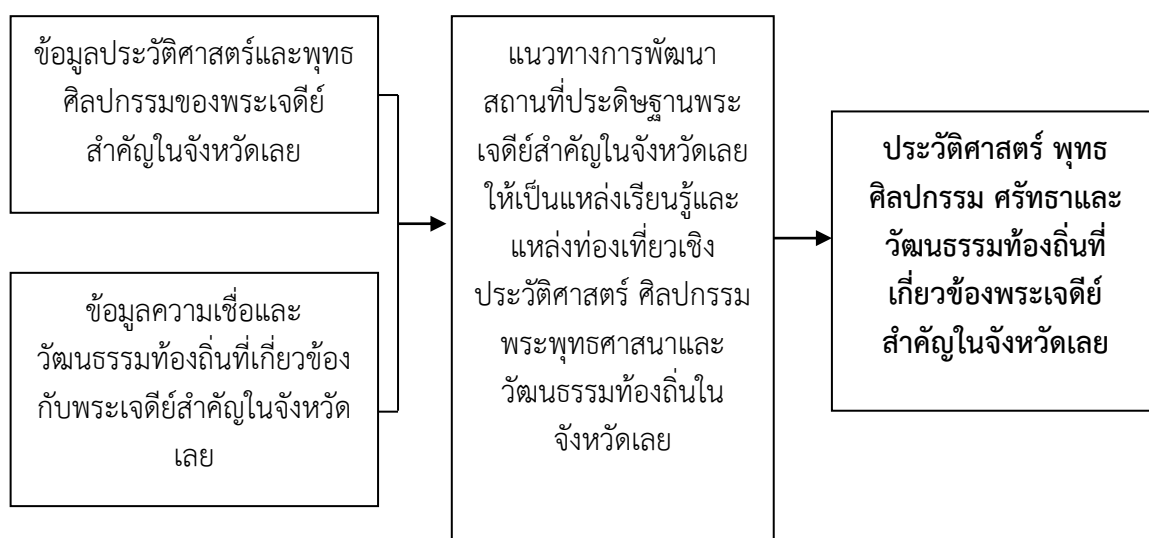 ข้อมูลประวัติศาสตร์และพุทธ
ศิลปกรรมของพระเจดีย์
สำคัญในจังหวัดเลย
ข้อมูลความเชื่อและ
วัฒนธรรมท้องถิ่นที่เกี่ยวข้อง
กับพระเจดีย์สำคัญในจังหวัด
เลย
แนวทางการพัฒนา
สถานที่ประดิษฐานพระ
เจดีย์สำคัญในจังหวัดเลย
ให้เป็นแหล่งเรียนรู้และ
แหล่งท่องเที่ยวเชิง
ประวัติศาสตร์ ศิลปกรรม
พระพุทธศาสนาและ
วัฒนธรรมท้องถิ่นใน
จังหวัดเลย
ประวัติศาสตร์ พุทธ
ศิลปกรรม ศรัทธาและ
วัฒนธรรมท้องถิ่นที่
เกี่ยวข้องพระเจดีย์
สำคัญในจังหวัดเลย